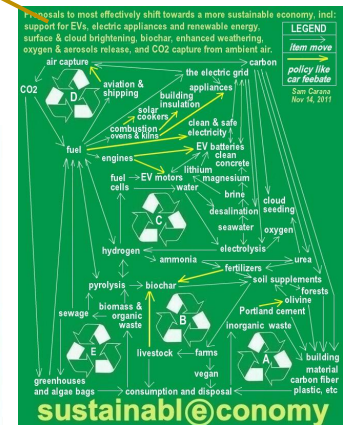 Proposals to most effectively shift towards a more sustainable economy, incl:
support for EVs, electric appliances and renewable energy,
surface & cloud brightening, biochar, enhanced weathering,
oxygen & aerosols release, and CO2 capture from ambient air.
LEGEND
item move
policy like
car feebate
Sam Carana
Nov 14, 2011
air capture
carbon
the electric grid
CO2
D
aviation &
shipping
building
insulation
appliances
solar
cookers
combustion
ovens & kilns
clean & safe
electricity
fuel
engines
EV batteries
clean
concrete
lithium
magnesium
fuel
cells
EV motors
water
brine
desalination
cloud
seeding
C
seawater
oxygen
electrolysis
hydrogen
ammonia
urea
fertilizers
soil supplements
pyrolysis
biochar
forests
olivine
Portland cement
biomass &
organic
waste
sewage
B
inorganic waste
E
livestock
farms
A
vegan
building
material
carbon fiber
plastic, etc
greenhouses
and algae bags
consumption and disposal
sustainabl@conomy